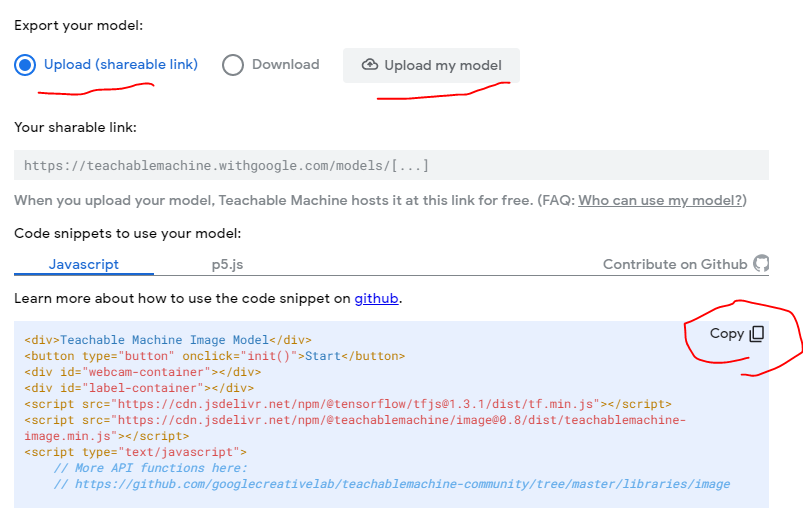 Export your model:
Upload (shareable link) Download Upload my model
Your sharable link:
https://teachablemachine.withgoogle.com/models/[...]
When you upload your model, Teachable Machine hosts it at this link for free. (FAQ: Who can use my model?)
Code snippets to use your model:
Javascript p5.js Contribute on Github
Learn more about how to use the code snippet on github.
Copy
<div>Teachable Machine Image Model</div>
<button type="button" onclick="init()">Start</button>
<div id="webcam-container"></div>
<div id="label-container"></div>
<script src="https://cdn.jsdelivr.net/npm/@tensorflow/tfjs@1.3.1/dist/tf.min.js"></script>
<script src="https://cdn.jsdelivr.net/npm/@teachablemachine/image@0.8/dist/teachablemachine-
image.min.js"></script>
<script type="text/javascript">
// More API functions here:
// https://github.com/googlecreativelab/teachablemachine-community/tree/master/libraries/image